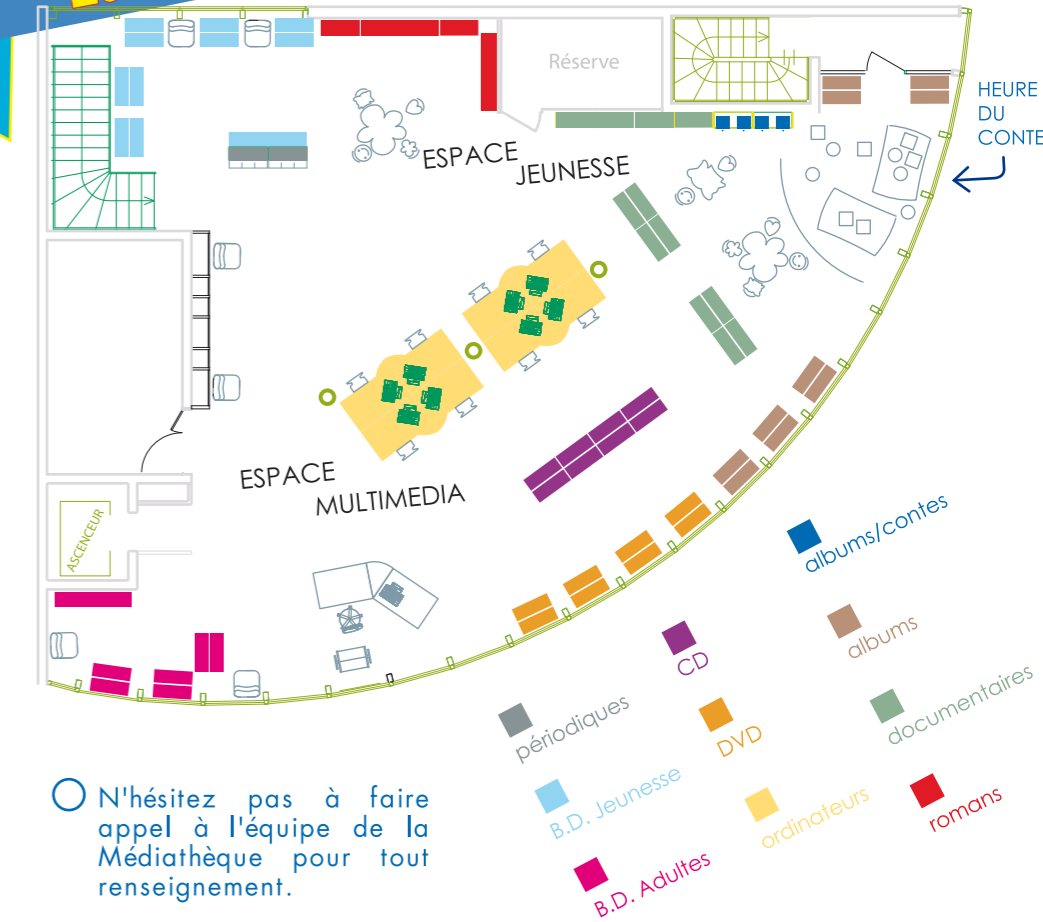 Réserve
HEURE
DU
CONTE
ESPACE
JEUNESSE
ESPACE
MULTIMEDIA
ASCENCEUR
albums/contes
albums
CD
documentaires
périodiques
DVD
B.D. Jeunesse
ordinateurs
romans
B.D. Adultes
N'hésitez pas à faire
appel à l'équipe de la
Médiathèque pour tout
renseignement.